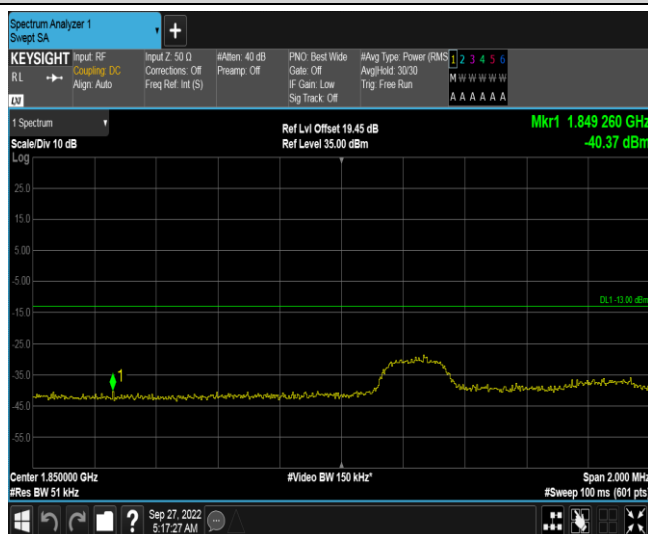 Spectrum Analyzer 1
Swept SA
+
KEYSIGHT
RL
Input: RF
Coupling: DC
Align: Auto
Input Z: 50 Ω
Corrections: Off
Freq Ref: Int (S)
#Atten: 40 dB
Preamp: Off
PNO: Best Wide
Gate: Off
IF Gain: Low
Sig Track: Off
#Avg Type: Power (RMS
Avg|Hold: 30/30
Trig: Free Run
1 2 3 4 5 6
M W W W W W
A A A A A A
1 Spectrum
Scale/Div 10 dB
Ref Lvl Offset 19.45 dB
Ref Level 35.00 dBm
Mkr1 1.849 260 GHz
-40.37 dBm
Log
25.0
15.0
5.00
-5.00
DL1 -13.00 dBm
-15.0
-25.0
-35.0
1
-45.0
-55.0
Center 1.850000 GHz
#Res BW 51 kHz
#Video BW 150 kHz*
Span 2.000 MHz
#Sweep 100 ms (601 pts)
?
Sep 27, 2022
5:17:27 AM